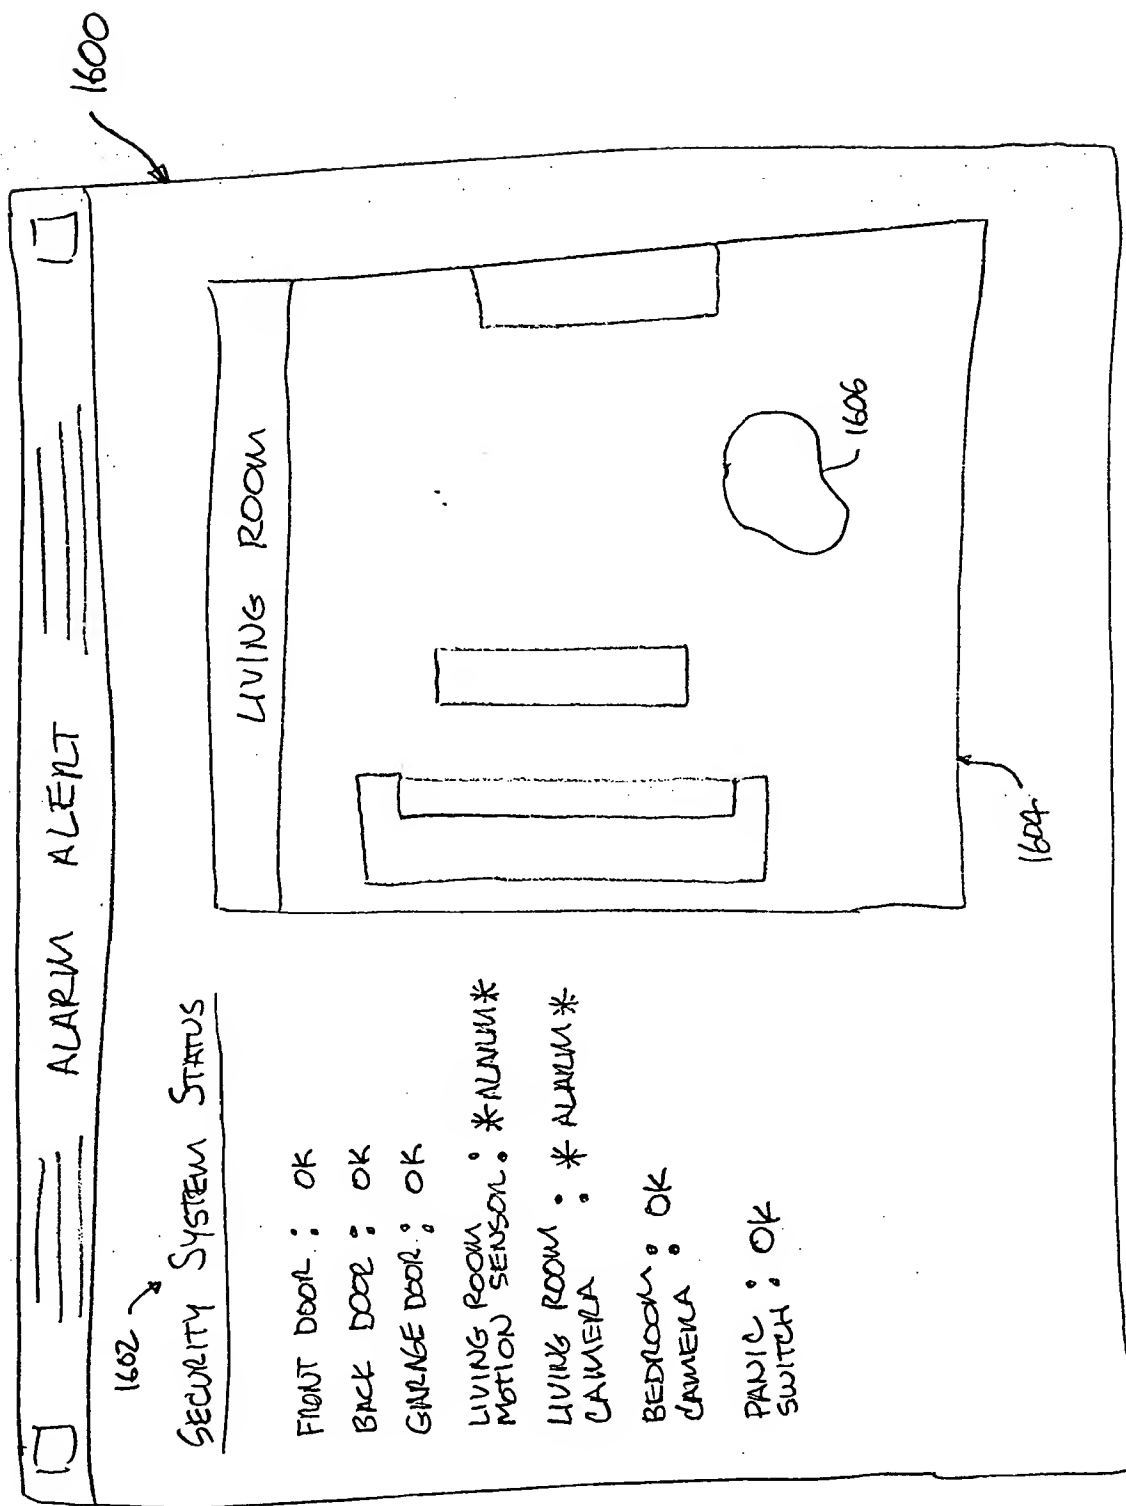 1600
ALARM ALERT
1602
SECURITY SYSTEM STATUS
FRONT DOOR : OK
BACK DOOR : OK
GARAGE DOOR : OK
LIVING ROOM
MOTION SENSOR : *ALARM*
LIVING ROOM
CAMERA : *ALARM*
BEDROOM
CAMERA : OK
PANIC
SWITCH : OK
LIVING ROOM
1606
1604